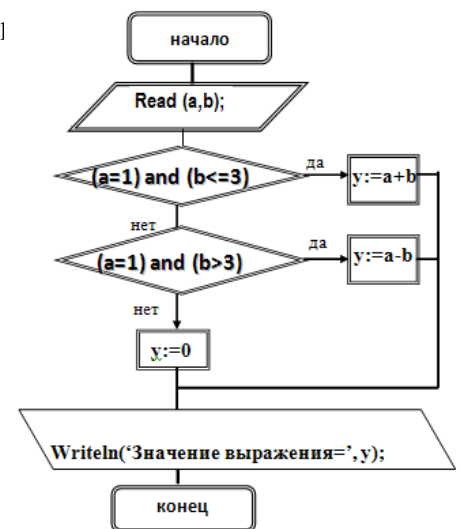 ]
начало
Read (a,b);
(a=1) and (b<=3)
да
y:=a+b
нет
(a=1) and (b>3)
да
y:=a-b
нет
y:=0
Writeln(‘Значение выражения=’, y);
конец